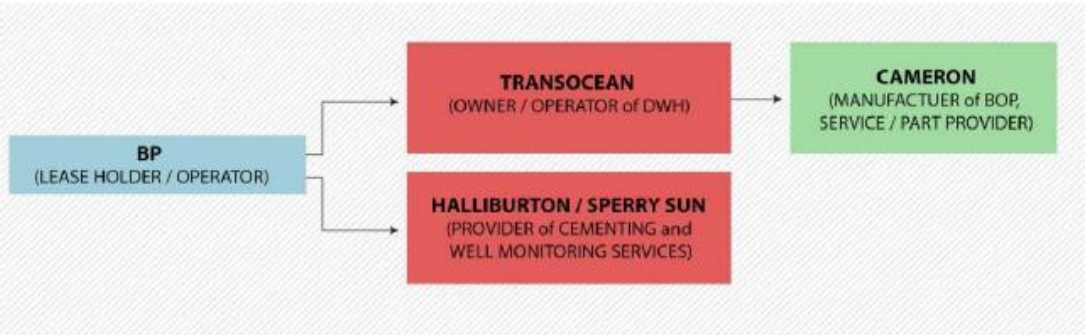 BP
(LEASE HOLDER / OPERATOR)
TRANSOCEAN
(OWNER / OPERATOR of DWH)
HALLIBURTON / SPERRY SUN
(PROVIDER of CEMENTING and
WELL MONITORING SERVICES)
CAMERON
(MANUFACTUER of BOP,
SERVICE / PART PROVIDER)